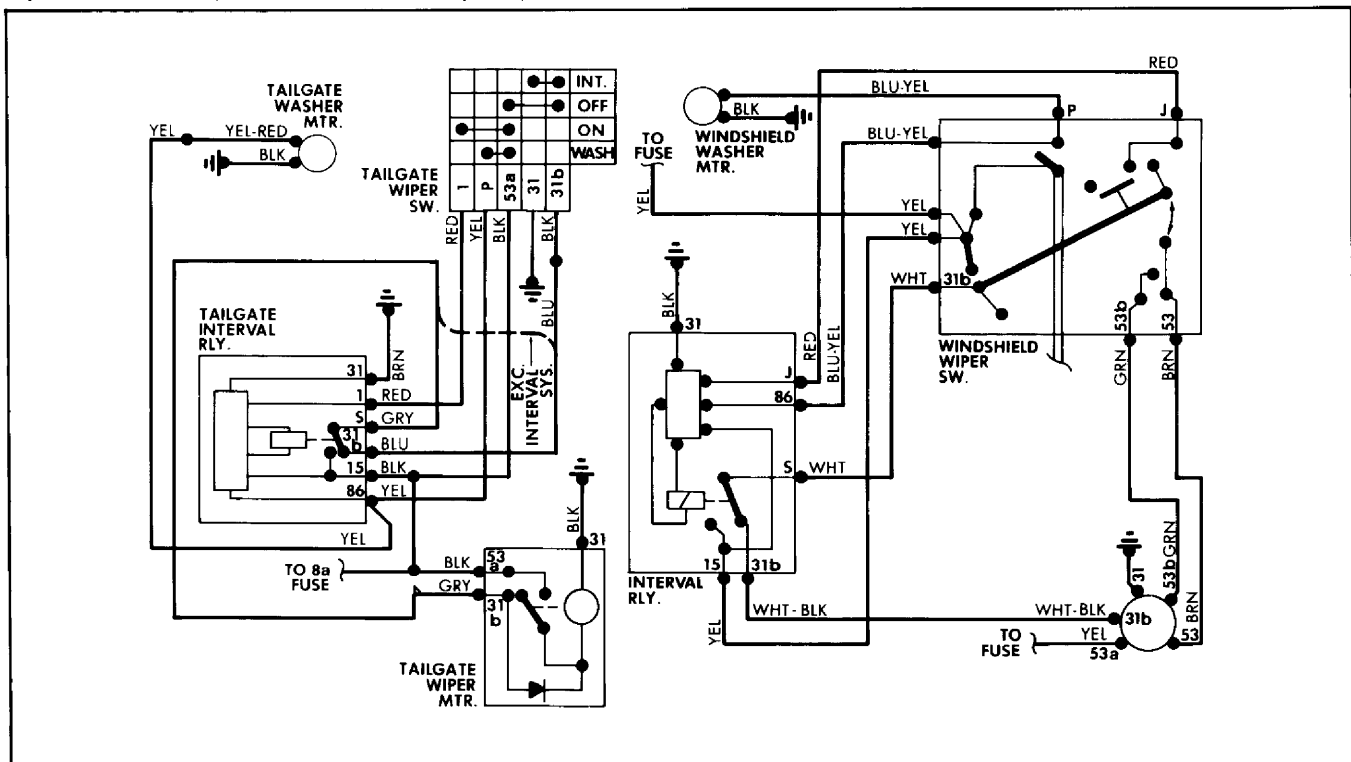 TAILGATE
WASHER
MTR.
YEL
YEL-RED
BLK
INT.
OFF
ON
WASH
TAILGATE
WIPER
SW.
1
P
53a
31
31b
RED
YEL
BLK
BLK
BLU
TAILGATE
INTERVAL
RLY.
31
BRN
1
RED
S
GRY
31
b
BLU
15
BLK
86
YEL
YEL
EXC.
INTERVAL
SYS.
TO 8a
FUSE
BLK
GRY
53
a
31
b
BLK
31
TAILGATE
WIPER
MTR.
RED
BLU-YEL
BLK
WINDSHIELD
WASHER
MTR.
TO
FUSE
YEL
BLU-YEL
P
J
YEL
YEL
WHT
31b
53b
53
WINDSHIELD
WIPER
SW.
GRN
BRN
BLK
31
RED
BLU-YEL
J
86
S
WHT
15
31b
INTERVAL
RLY.
YEL
WHT-BLK
WHT-BLK
31b
TO
FUSE
YEL
53a
31
53b GRN
BRN
53